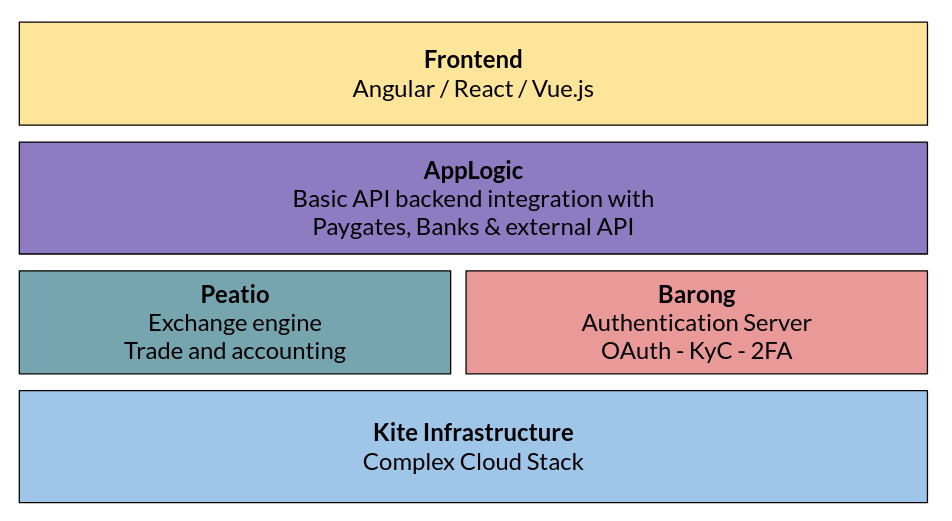 Frontend
Angular / React / Vue.js
AppLogic
Basic API backend integration with
Paygates, Banks & external API
Peatio
Exchange engine
Trade and accounting
Barong
Authentication Server
OAuth - KyC - 2FA
Kite Infrastructure
Complex Cloud Stack